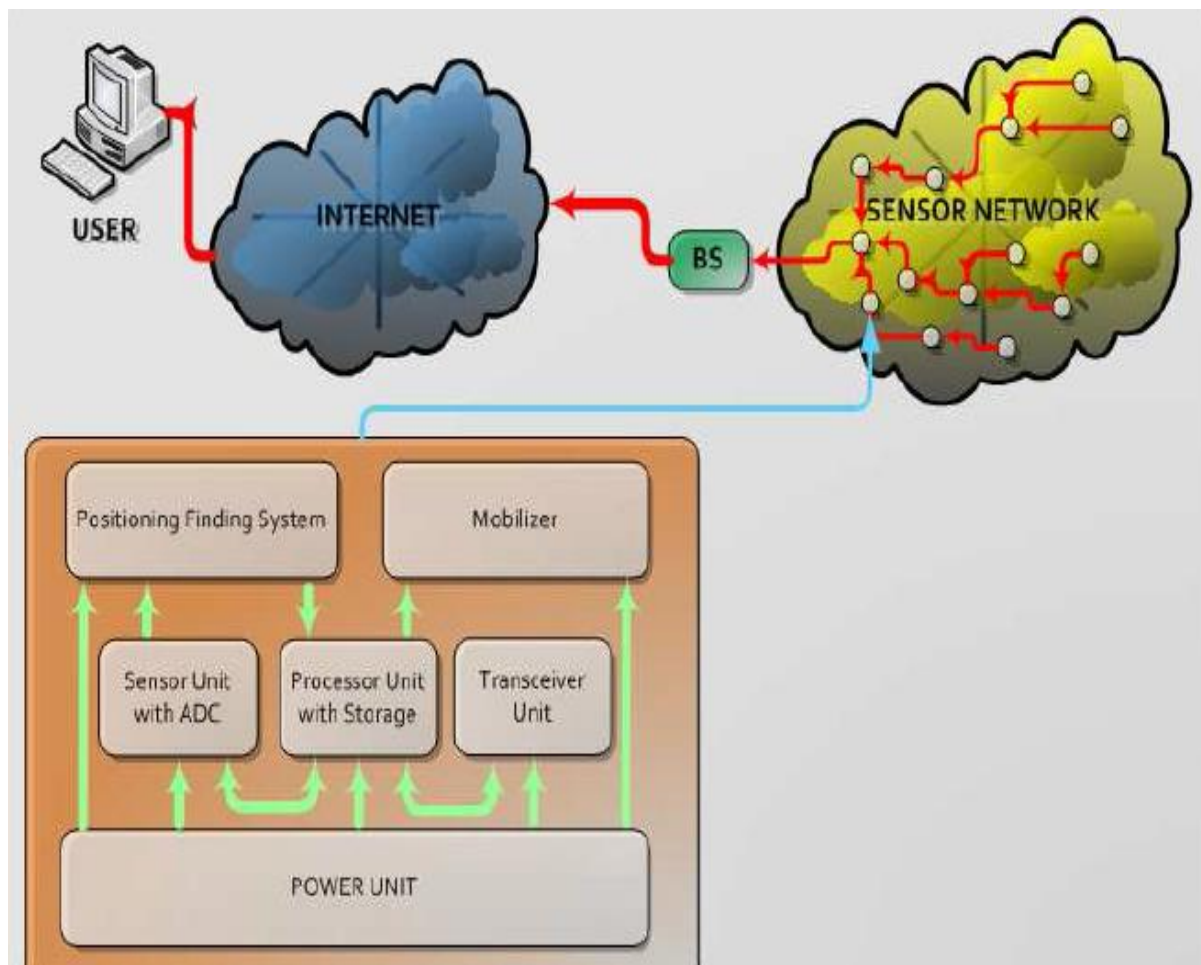 USER
INTERNET
BS
SENSOR NETWORK
Positioning Finding System
Mobilizer
Sensor Unit
with ADC
Processor Unit
with Storage
Transceiver
Unit
POWER UNIT